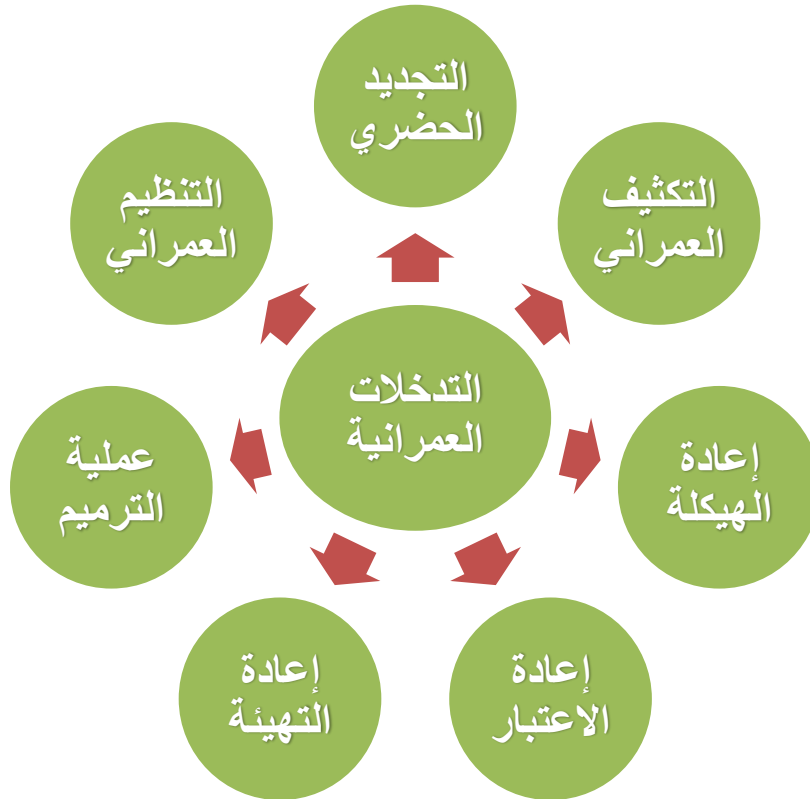 التجديد
الحضري
التكثيف
العمراني
التنظيم
العمراني
التدخلات
العمرانية
إعادة
الهيكلة
عملية
الترميم
إعادة
الاعتبار
إعادة
التهيئة